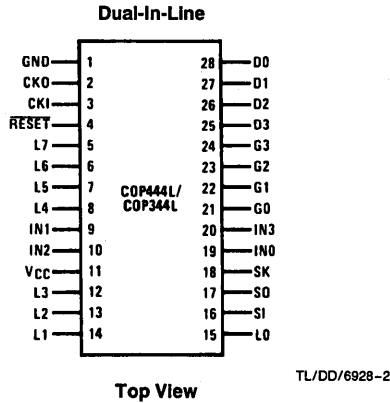 Dual-In-Line
GND 1 28 D0
CKO 2 27 D1
CKI 3 26 D2
RESET 4 25 D3
L7 5 24 G3
L6 6 23 G2
L5 7 22 G1
L4 8 21 G0
COP444L/
COP344L
IN1 9 20 IN3
IN2 10 19 IN0
VCC 11 18 SK
L3 12 17 SO
L2 13 16 SI
L1 14 15 L0
TL/DD/6928-2
Top View